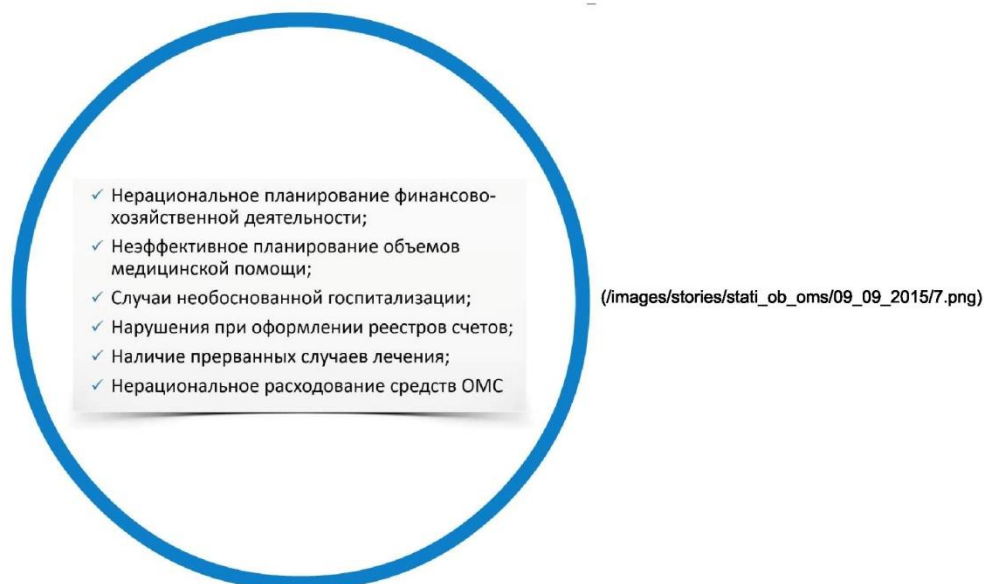 ✓ Нерациональное планирование финансово-
хозяйственной деятельности;
✓ Неэффективное планирование объемов
медицинской помощи;
✓ Случаи необоснованной госпитализации;
✓ Нарушения при оформлении реестров счетов;
✓ Наличие прерванных случаев лечения;
✓ Нерациональное расходование средств ОМС
(/images/stories/stati_ob_oms/09_09_2015/7.png)